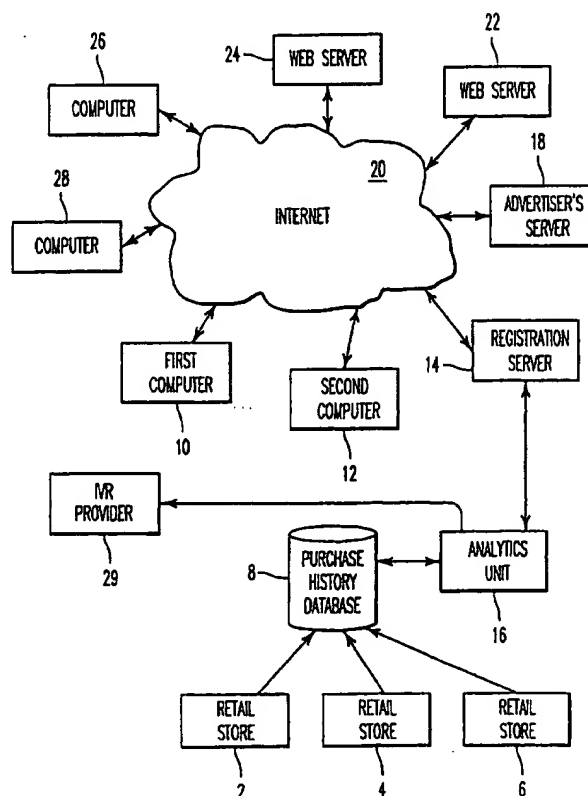 26
COMPUTER
24
WEB SERVER
22
WEB SERVER
18
ADVERTISER'S
SERVER
20
INTERNET
28
COMPUTER
REGISTRATION
SERVER
14
FIRST
COMPUTER
10
SECOND
COMPUTER
12
IVR
PROVIDER
29
8
PURCHASE
HISTORY
DATABASE
ANALYTICS
UNIT
16
RETAIL
STORE
2
RETAIL
STORE
4
RETAIL
STORE
6